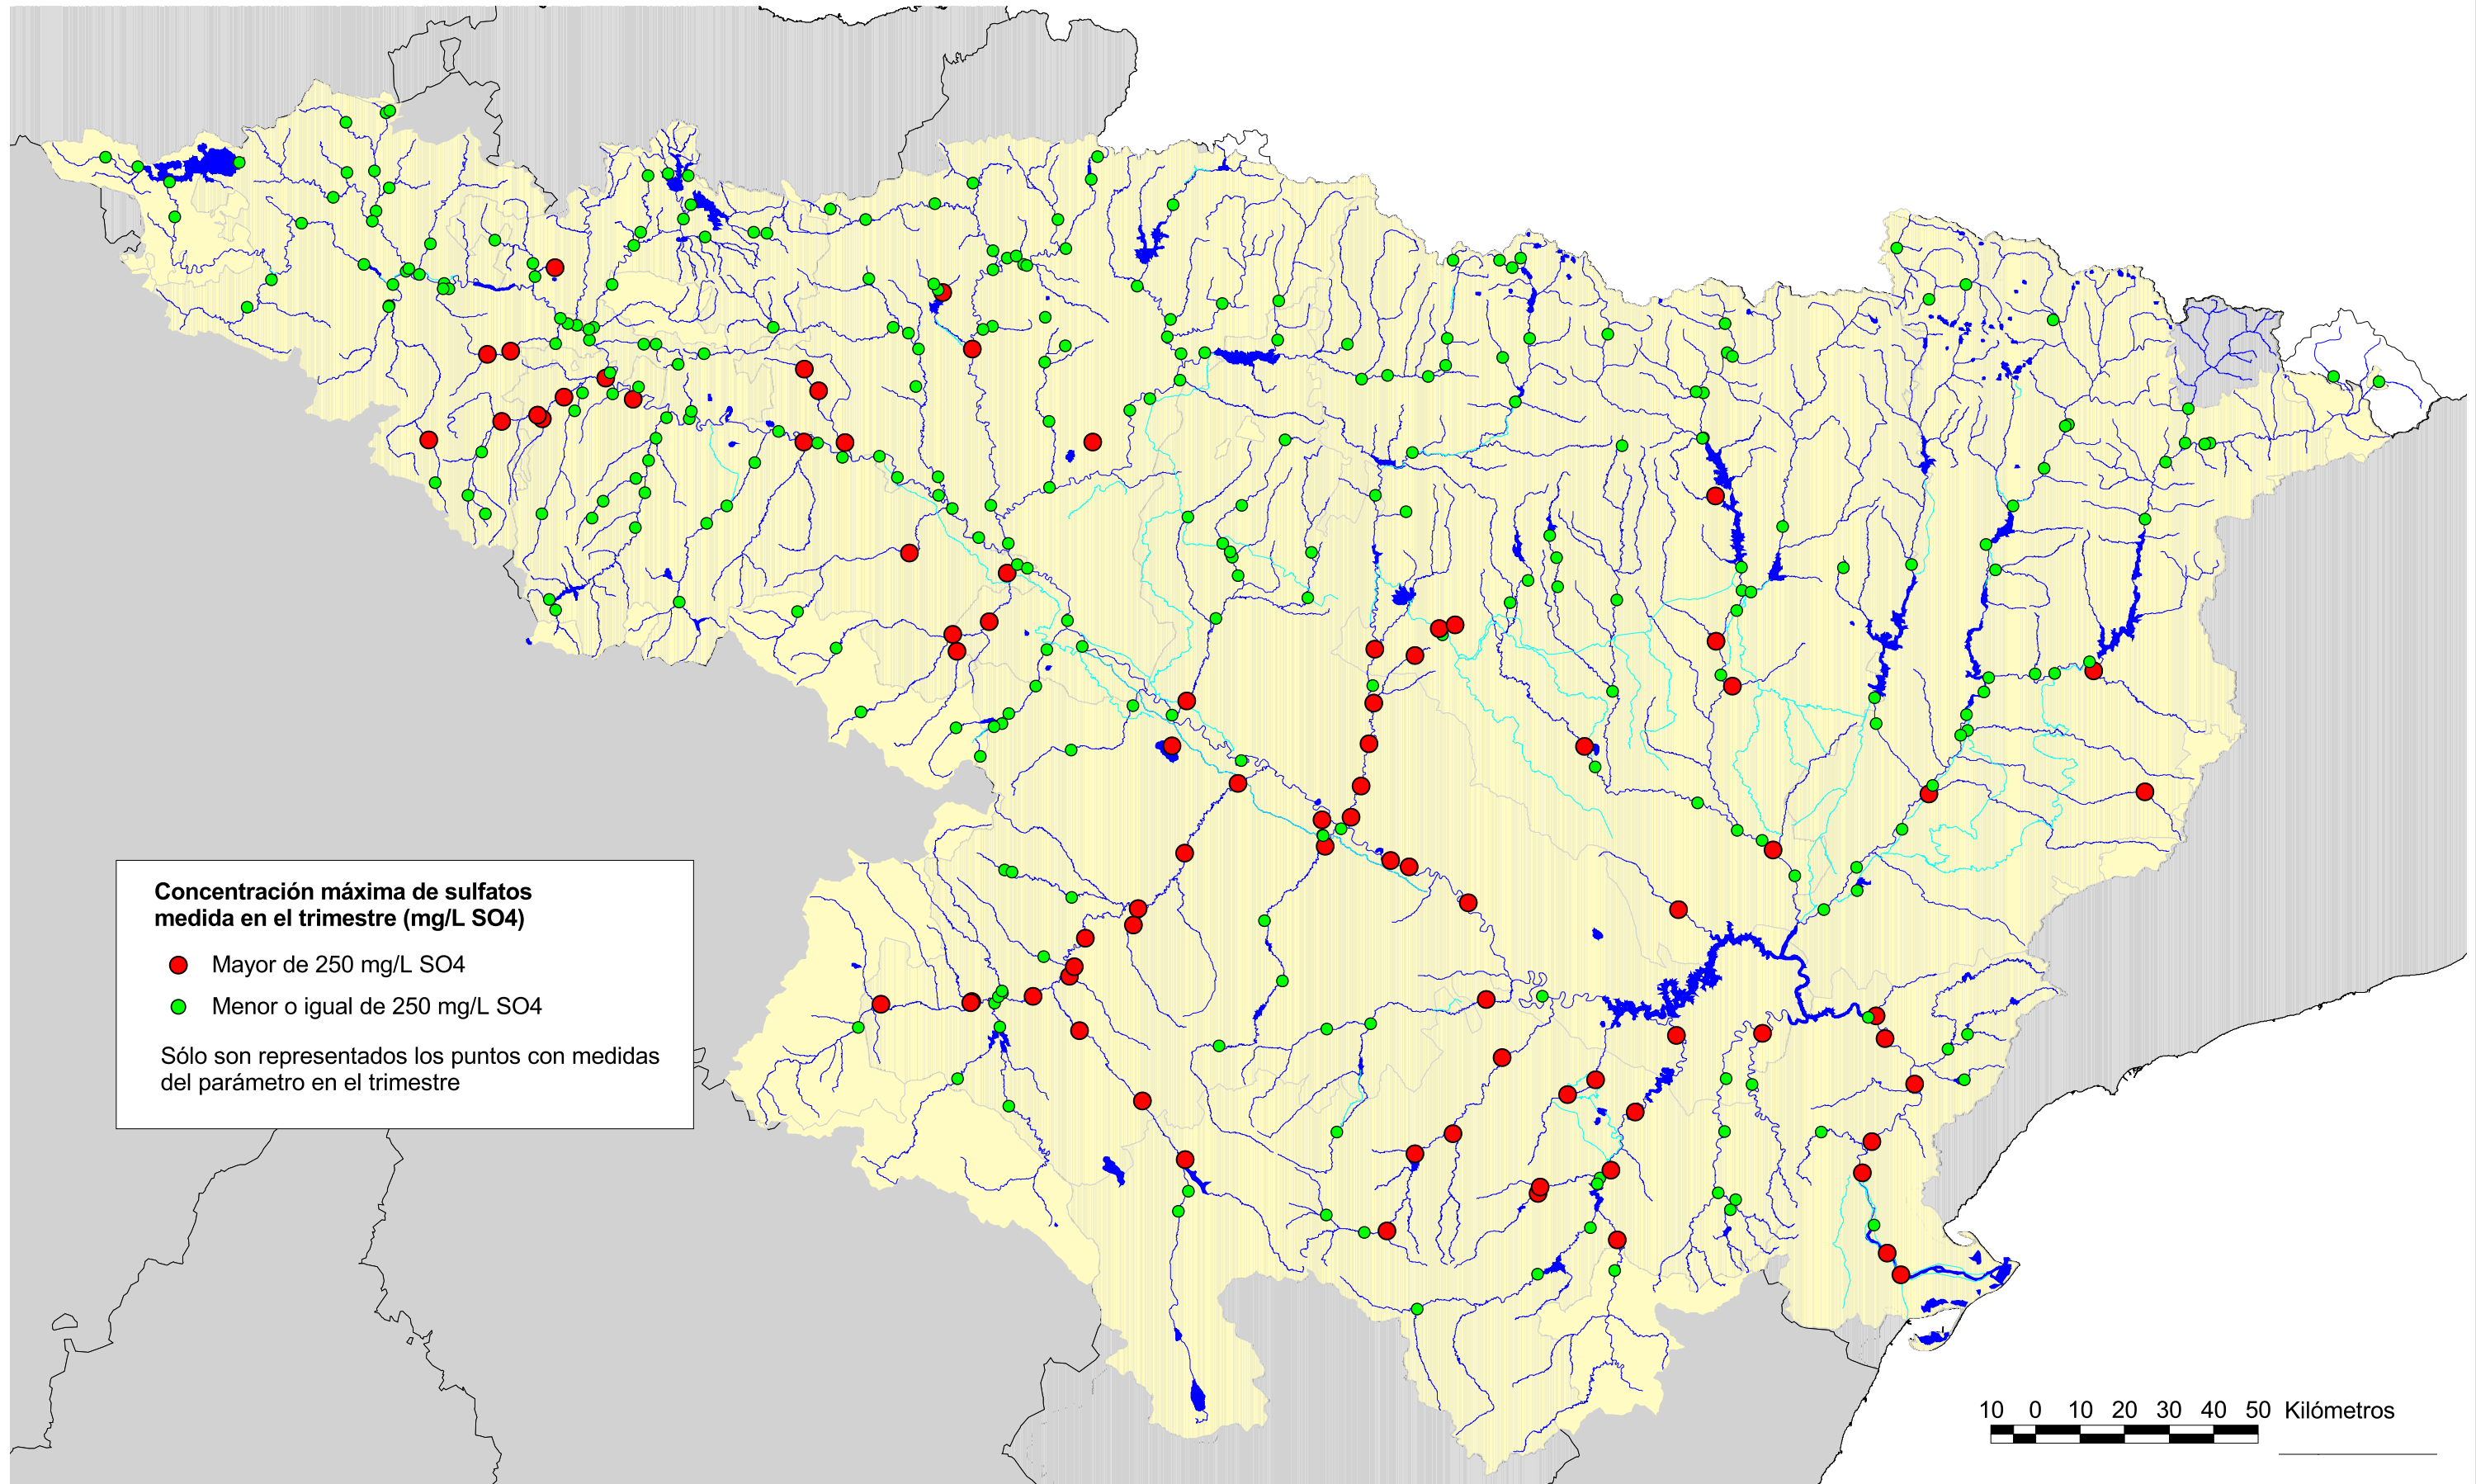 Concentración máxima de sulfatos
medida en el trimestre (mg/L SO4)
Mayor de 250 mg/L SO4
Menor o igual de 250 mg/L SO4
Sólo son representados los puntos con medidas
del parámetro en el trimestre
10 0 10 20 30 40 50 Kilómetros